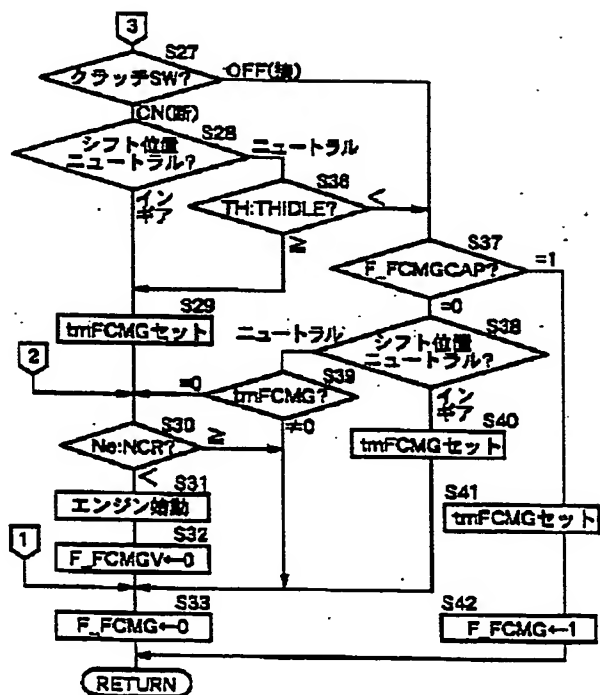 3
S27
クラッチSW?
OFF(接)
ON(断)
S28
シフト位置
ニュートラル?
ニュートラル
イン
ギア
S36
TH:THIDLE?
<
≧
S37
F_FCMGCAP?
=1
=0
S29
tmFCMGセット
S38
シフト位置
ニュートラル?
ニュートラル
イン
ギア
2
S39
tmFCMG?
=0
≠0
S30
Ne:NCR?
≧
<
S40
tmFCMGセット
S31
エンジン始動
S41
tmFCMGセット
S32
F_FCMGV←0
1
S33
F_FCMG←0
S42
F_FCMG←1
RETURN